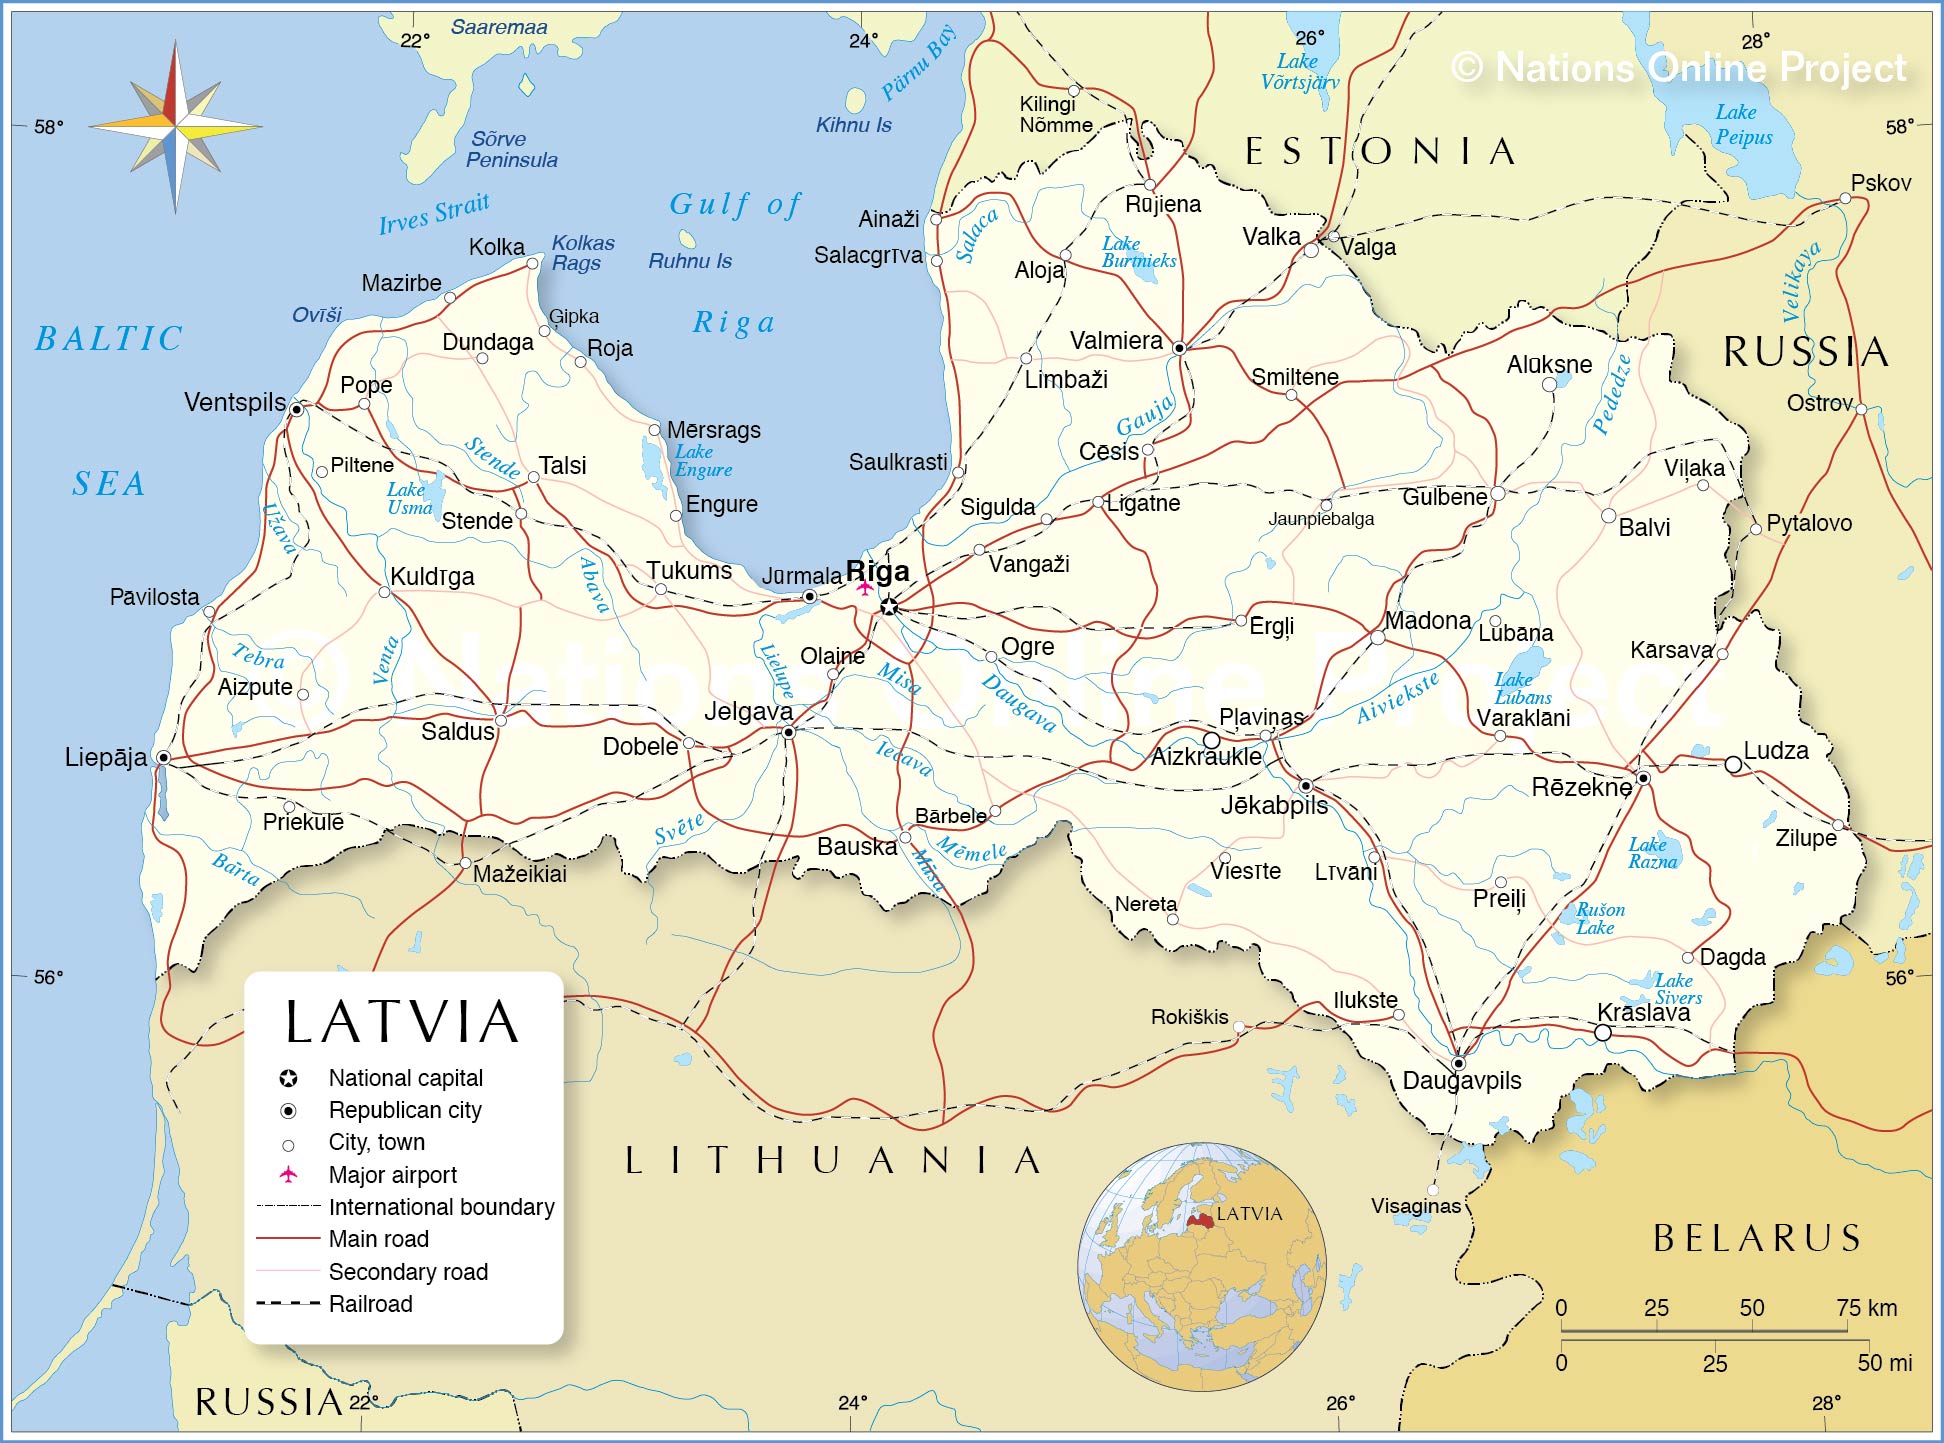 22°
Saaremaa
24°
Pärnu Bay
26°
Lake
Võrtsjärv
28°
© Nations Online Project
58°
Kilingi
Nõmme
Kihnu Is
Sõrve
Peninsula
ESTONIA
Lake
Peipus
58°
Pskov
Irves Strait
Gulf of
Riga
Ainaži
Salaca
Rūjiena
Valka
Valga
Kolka
Kolkas
Rags
Ruhnu Is
Salacgrīva
Aloja
Lake
Burtnieks
Velikaya
Mazirbe
Ovīši
Ģipka
BALTIC
SEA
Dundaga
Roja
Valmiera
RUSSIA
Alūksne
Pededze
Limbaži
Smiltene
Pope
Ventspils
Gauja
Ostrov
Mērsrags
Stende
Lake
Engure
Piltene
Talsi
Saulkrasti
Cēsis
Viļaka
Lake
Usma
Engure
Sigulda
Līgatne
Gulbene
Stende
Jaunpiebalga
Balvi
Pytalovo
Užava
Abava
Vangaži
Kuldīga
Tukums
Jūrmala
Rīga
Pāvilosta
Ērgļi
Madona
Lubāna
Tebra
Venta
Lielupe
Olaine
Misa
Ogre
Kārsava
© Nations Online Project
Aizpute
Daugava
Aiviekste
Lake
Lubāns
Saldus
Jelgava
Dobele
Pļaviņas
Varakļāni
Liepāja
Iecava
Aizkraukle
Ludza
Rēzekne
Jēkabpils
Priekule
Svēte
Bārbele
Bauska
Mēmele
Mūsa
Zilupe
Lake
Razna
Bārta
Mažeikiai
Viesīte
Līvāni
Preiļi
Nereta
Rušon
Lake
Dagda
56°
56°
Lake
Sivers
Ilukste
Krāslava
Rokiškis
Daugavpils
LATVIA
National capital
Republican city
City, town
Major airport
International boundary
Main road
Secondary road
Railroad
LITHUANIA
Visaginas
LATVIA
BELARUS
0 25 50 75 km
0 25 50 mi
RUSSIA
22°
24°
26°
28°